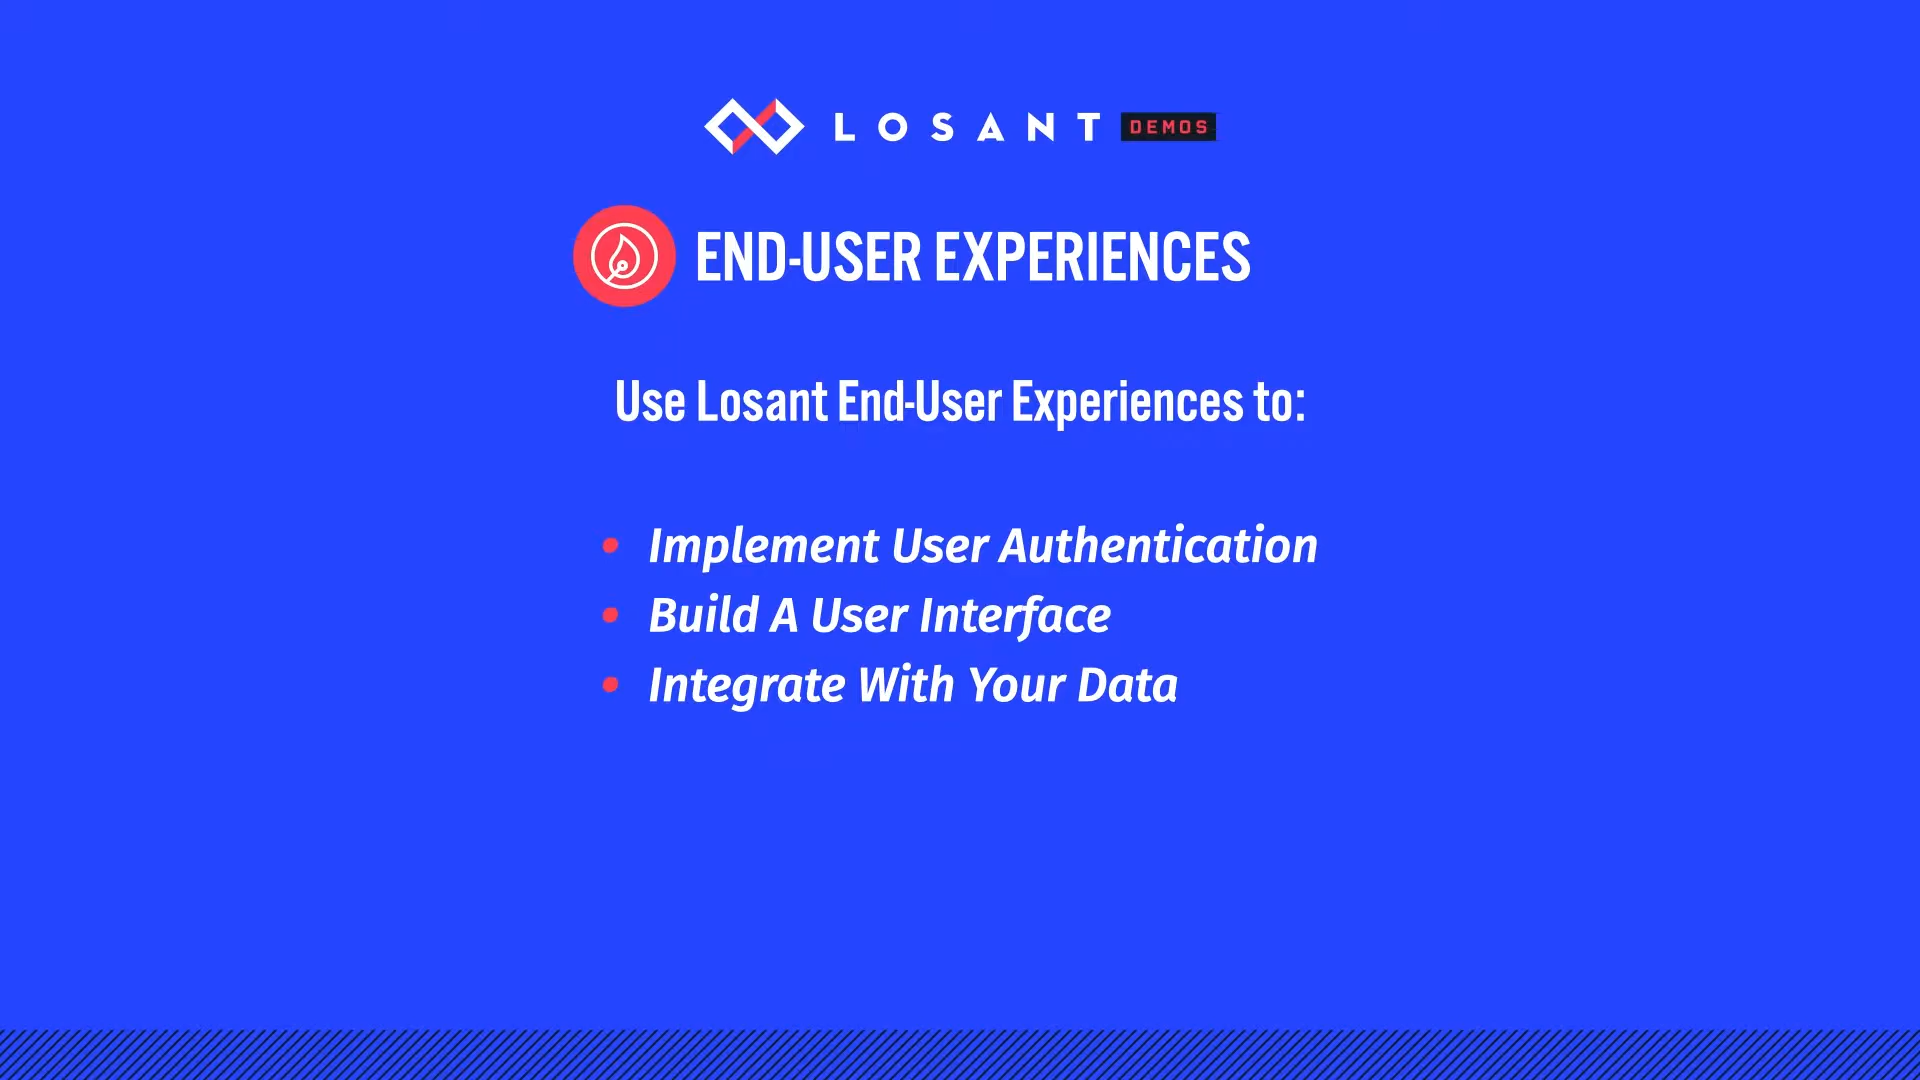 LOSANT DEMOS
END-USER EXPERIENCES
Use Losant End-User Experiences to:
• Implement User Authentication
• Build A User Interface
• Integrate With Your Data